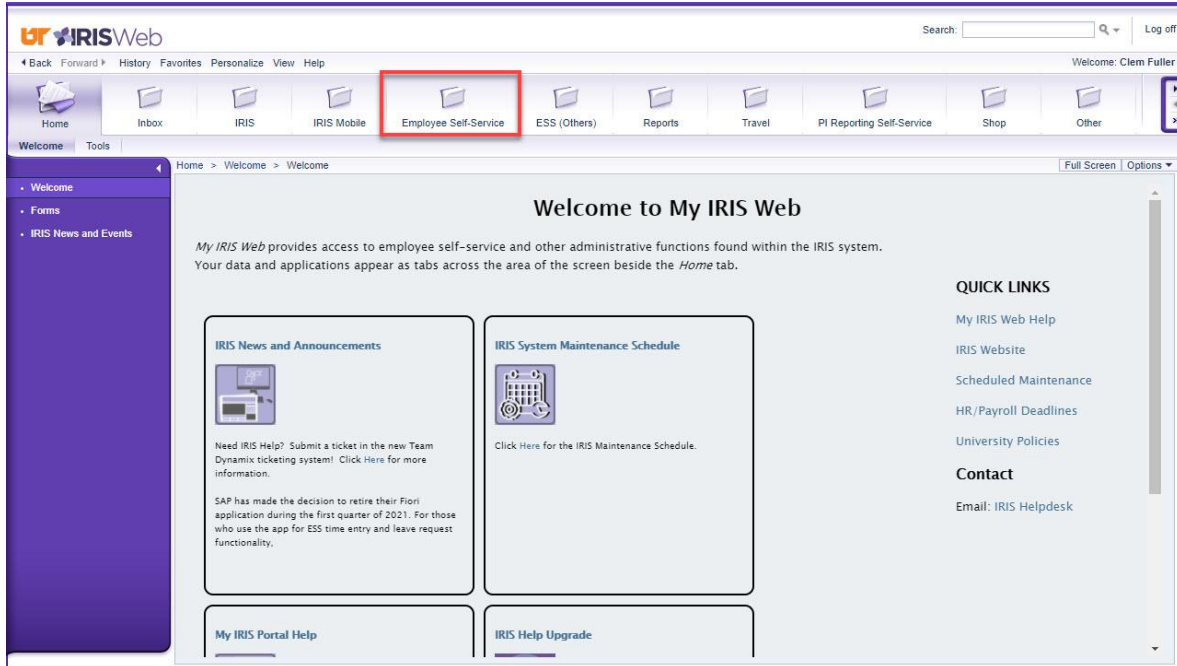 UT IRISWeb
Search:
Log off
Back Forward History Favorites Personalize View Help
Welcome: Clem Fuller
Home Inbox IRIS IRIS Mobile Employee Self-Service ESS (Others) Reports Travel PI Reporting Self-Service Shop Other
Welcome Tools
Home > Welcome > Welcome
Full Screen Options
• Welcome
• Forms
• IRIS News and Events
Welcome to My IRIS Web
My IRIS Web provides access to employee self-service and other administrative functions found within the IRIS system.
Your data and applications appear as tabs across the area of the screen beside the Home tab.
IRIS News and Announcements
Need IRIS Help? Submit a ticket in the new Team
Dynamix ticketing system! Click Here for more
information.
SAP has made the decision to retire their Fiori
application during the first quarter of 2021. For those
who use the app for ESS time entry and leave request
functionality,
IRIS System Maintenance Schedule
Click Here for the IRIS Maintenance Schedule.
My IRIS Portal Help
IRIS Help Upgrade
QUICK LINKS
My IRIS Web Help
IRIS Website
Scheduled Maintenance
HR/Payroll Deadlines
University Policies
Contact
Email: IRIS Helpdesk